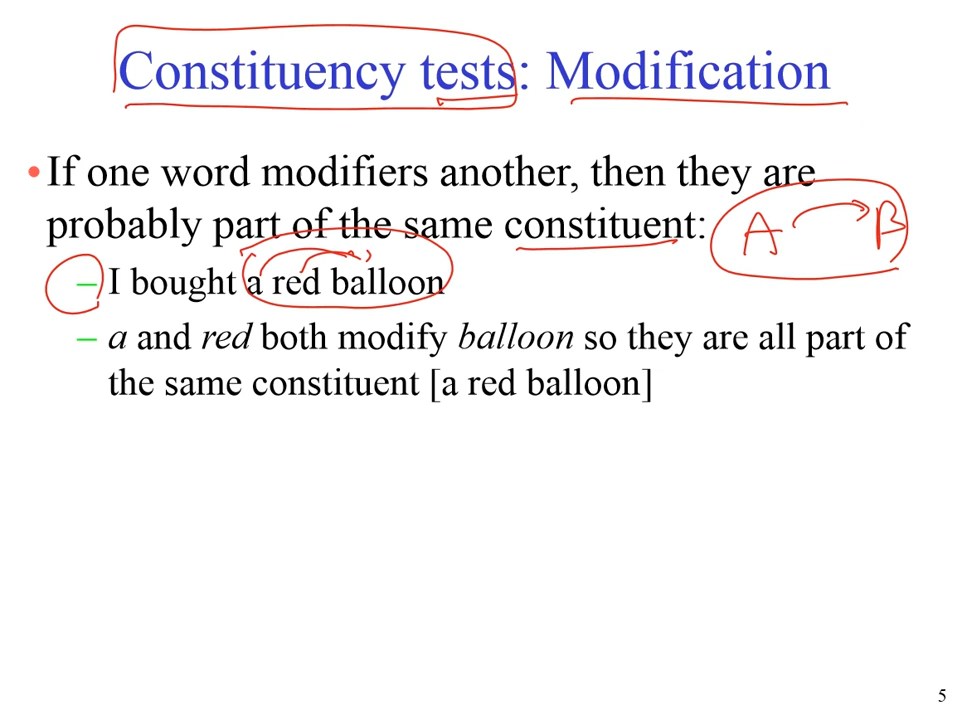 Constituency tests: Modification
• If one word modifiers another, then they are
probably part of the same constituent:
A B
– I bought a red balloon
– a and red both modify balloon so they are all part of
the same constituent [a red balloon]
5